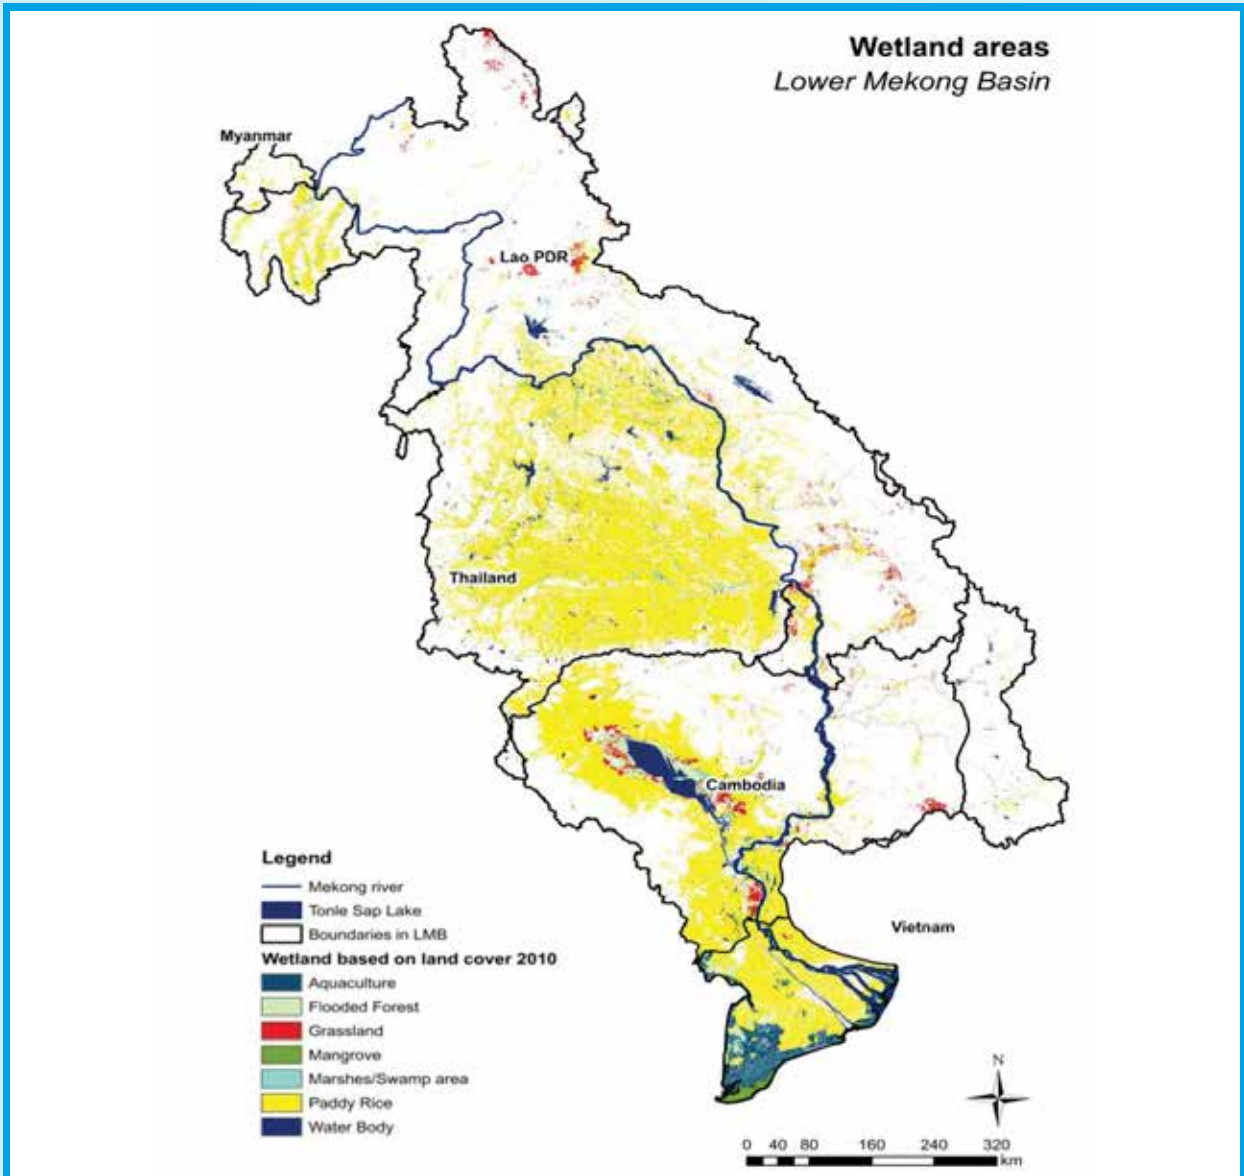 Wetland areas
Lower Mekong Basin
Myanmar
Lao PDR
Thailand
Cambodia
Vietnam
Legend
Mekong river
Tonle Sap Lake
Boundaries in LMB
Wetland based on land cover 2010
Aquaculture
Flooded Forest
Grassland
Mangrove
Marshes/Swamp area
Paddy Rice
Water Body
N
0 40 80 160 240 320
km